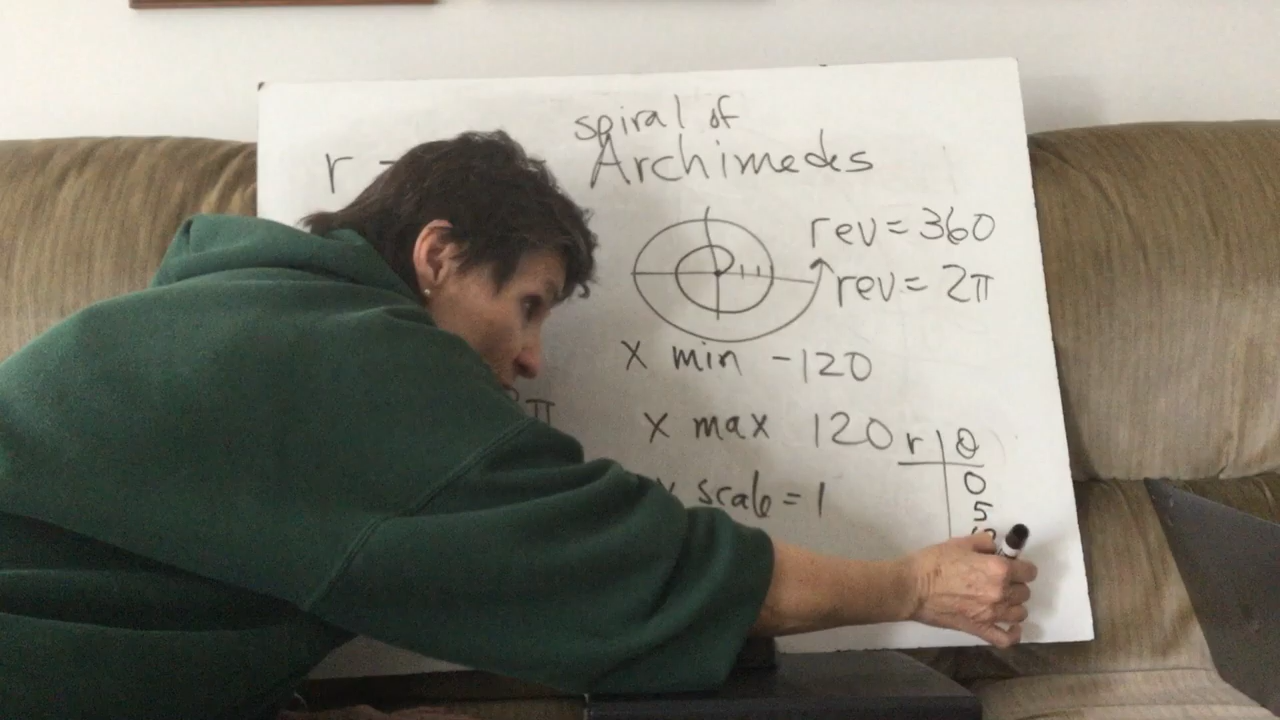 spiral of
r Archimedes
rev = 360
rev = 2π
x min -120
π
x max 120
r θ
scale = 1
0
5